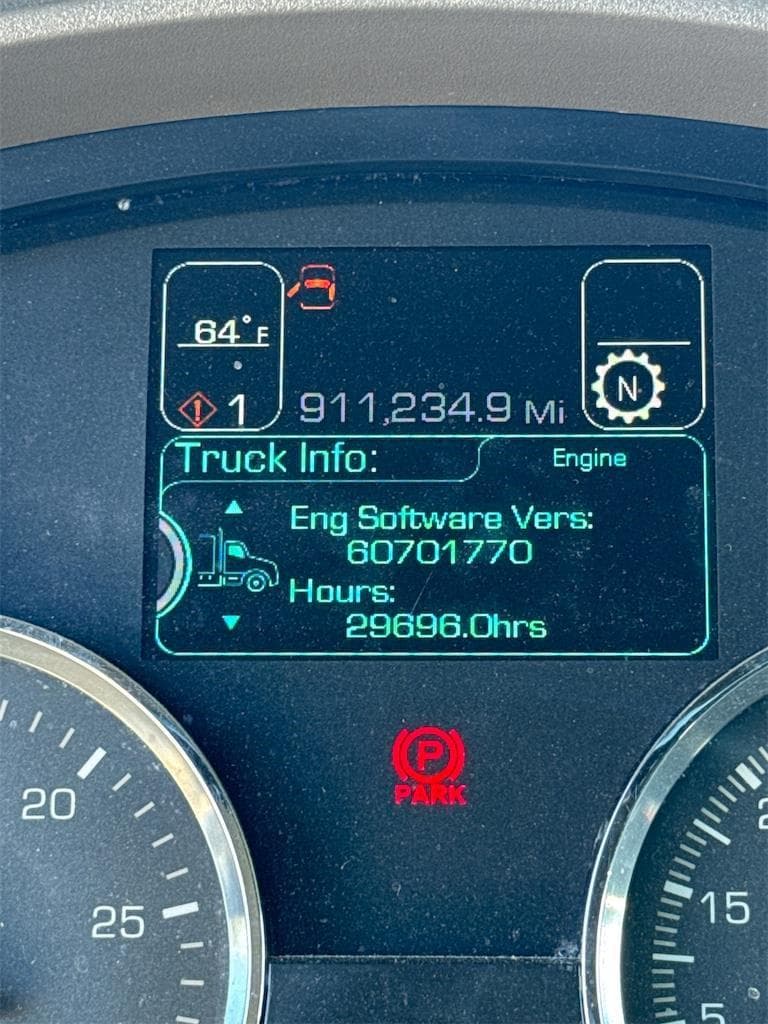 64°F
1
911,234.9 Mi
N
Truck Info:
Engine
Eng Software Vers:
60701770
Hours:
29696.0hrs
P
PARK
20
25
15
5